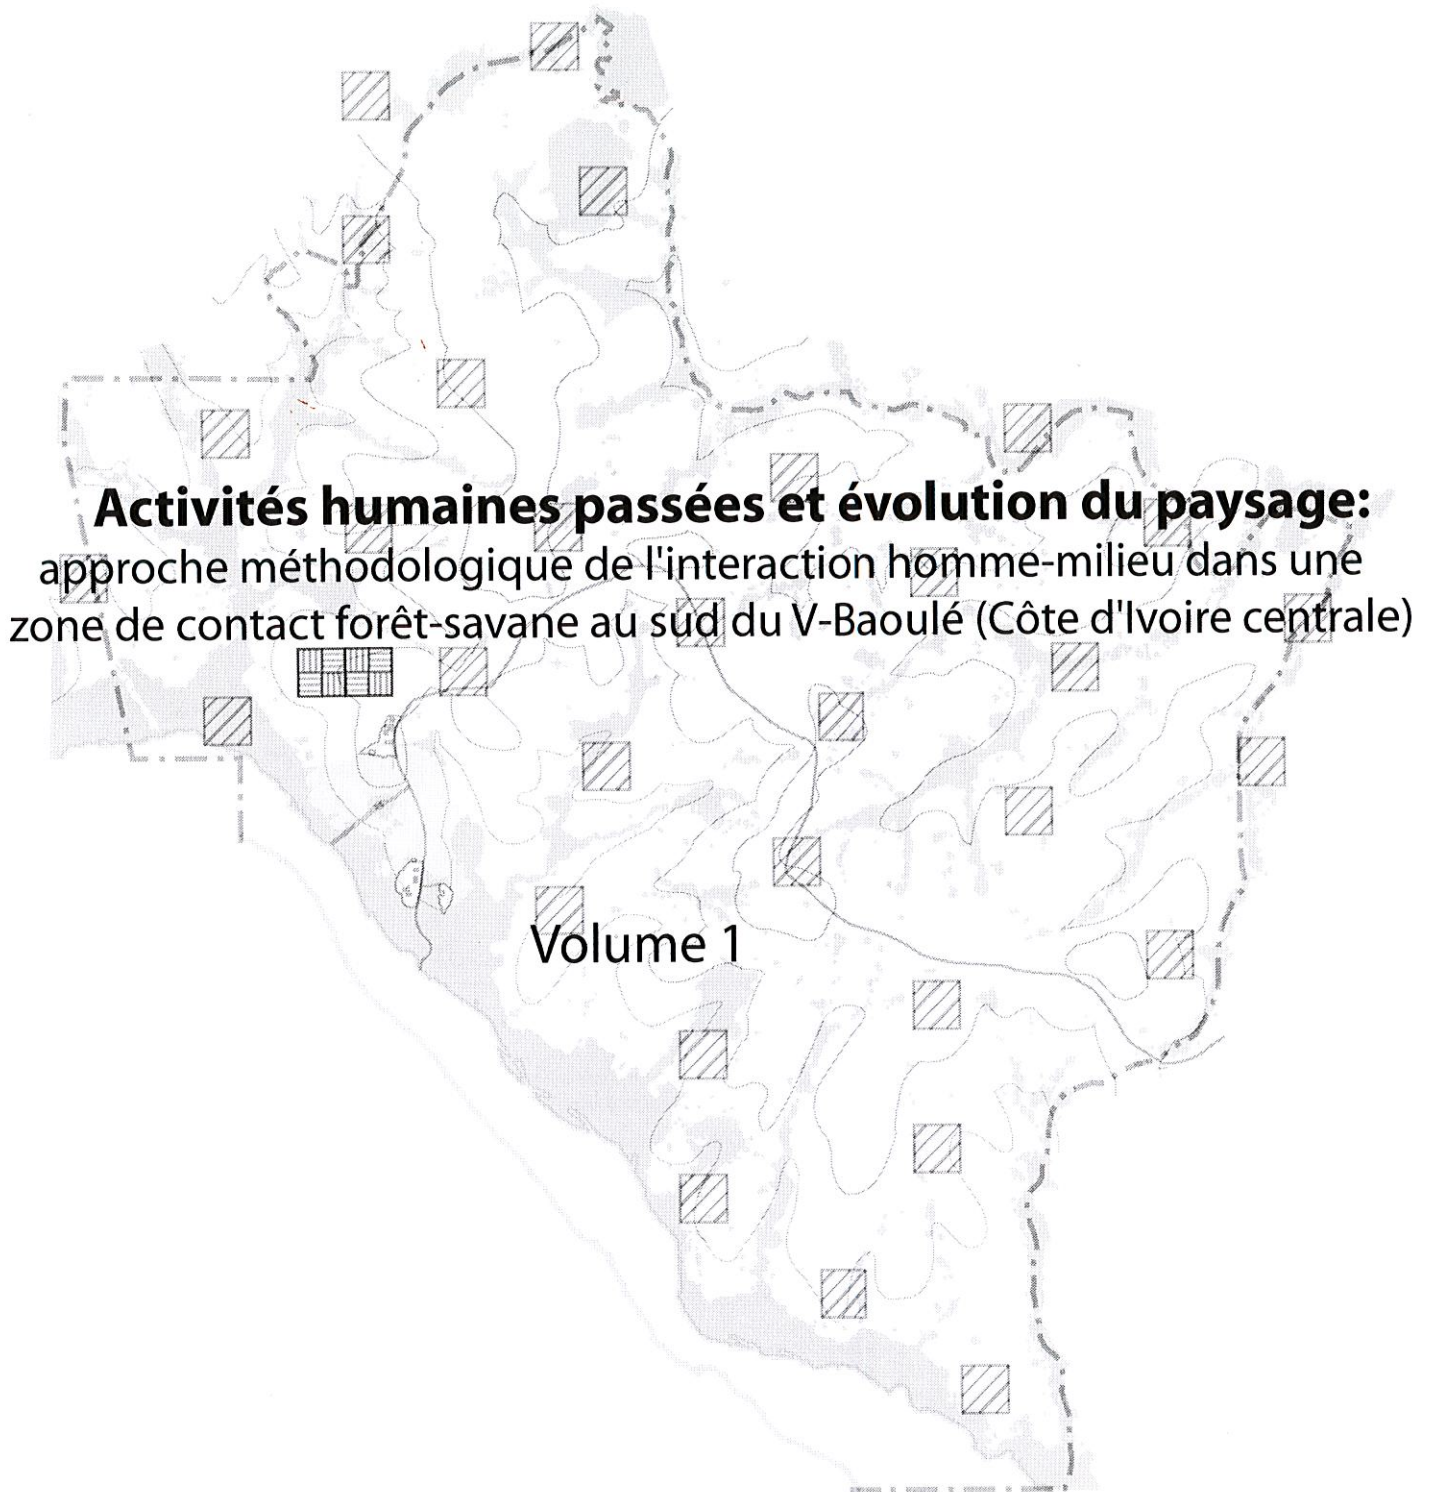 Activités humaines passées et évolution du paysage:
approche méthodologique de l'interaction homme-milieu dans une
zone de contact forêt-savane au sud du V-Baoulé (Côte d'Ivoire centrale)
Volume 1